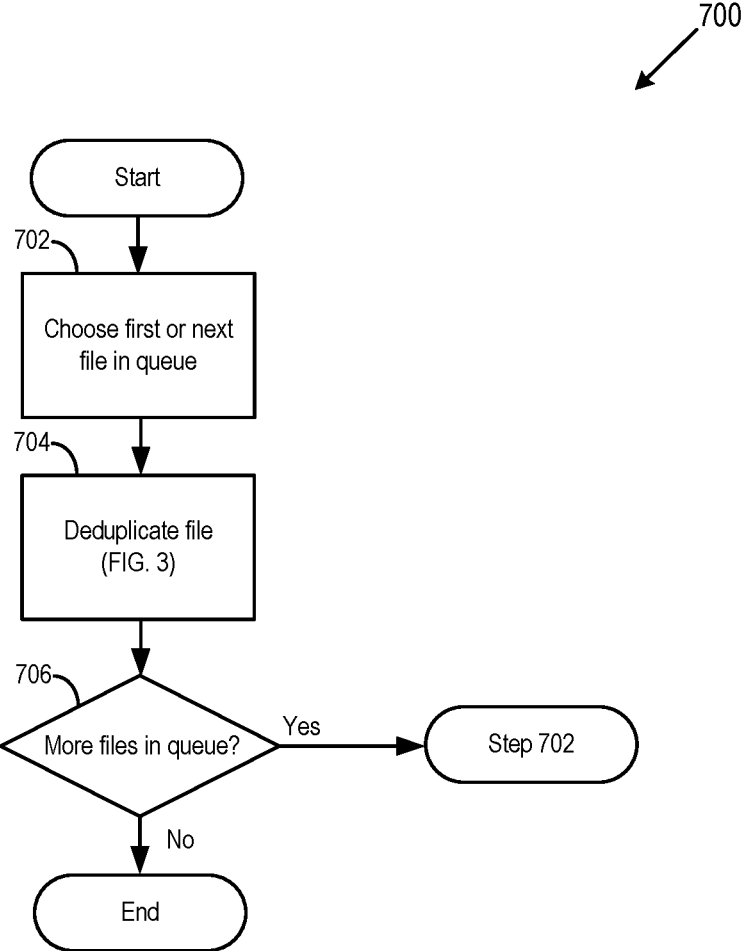 700
Start
702
Choose first or next
file in queue
704
Deduplicate file
(FIG. 3)
706
More files in queue?
Yes
Step 702
No
End